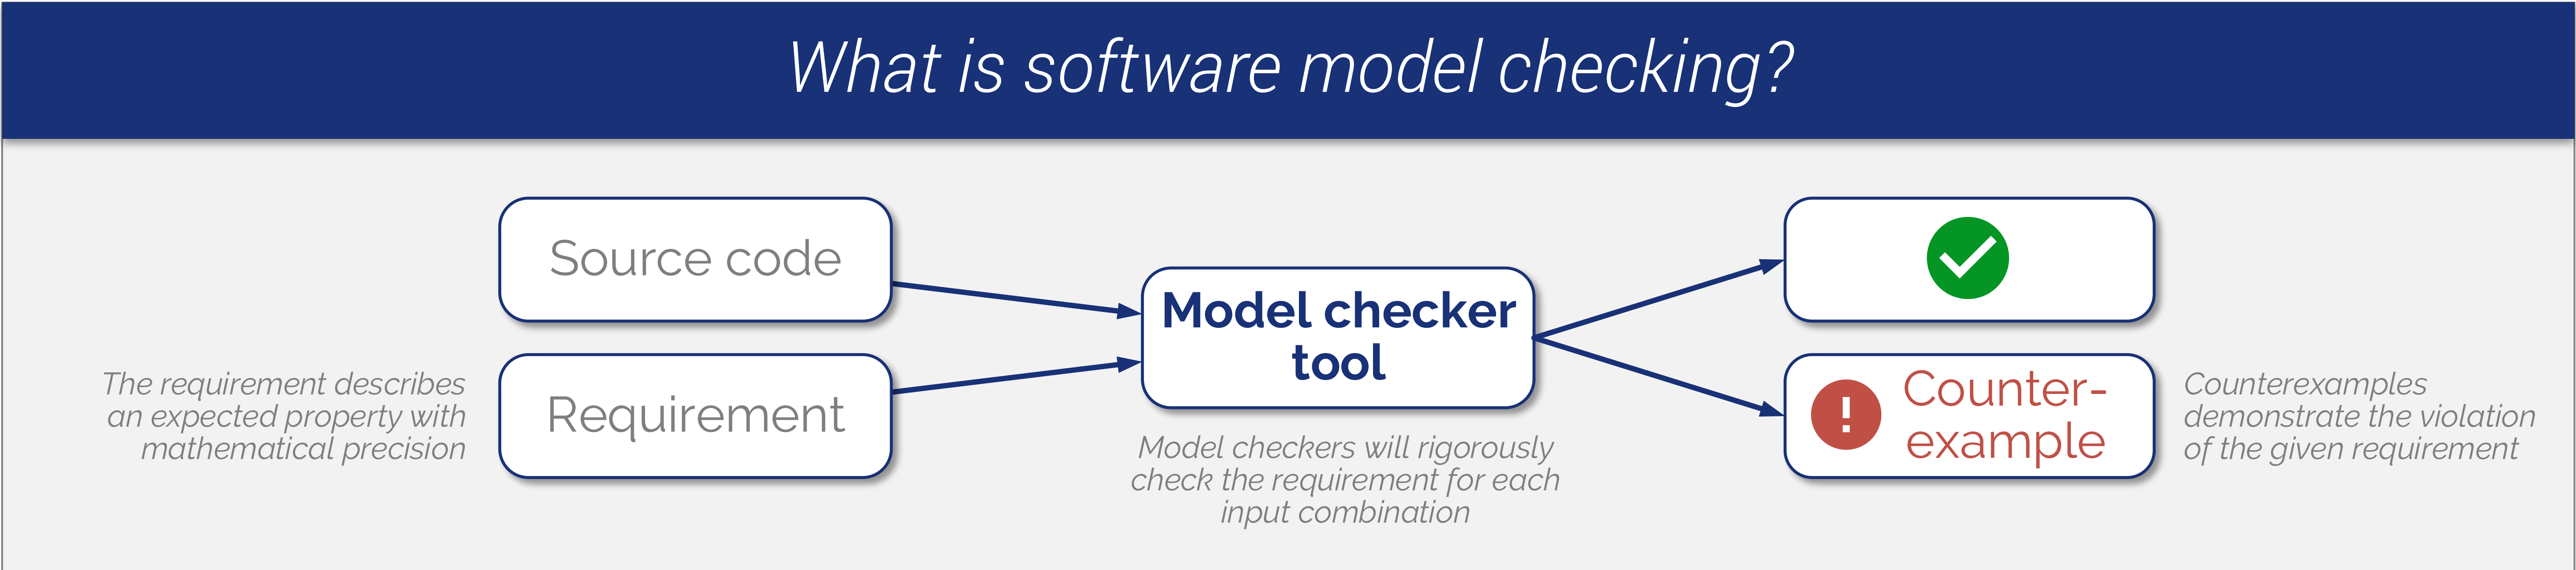 What is software model checking?
Source code
The requirement describes
an expected property with
mathematical precision
Requirement
Model checker
tool
Model checkers will rigorously
check the requirement for each
input combination
Counter-
example
Counterexamples
demonstrate the violation
of the given requirement